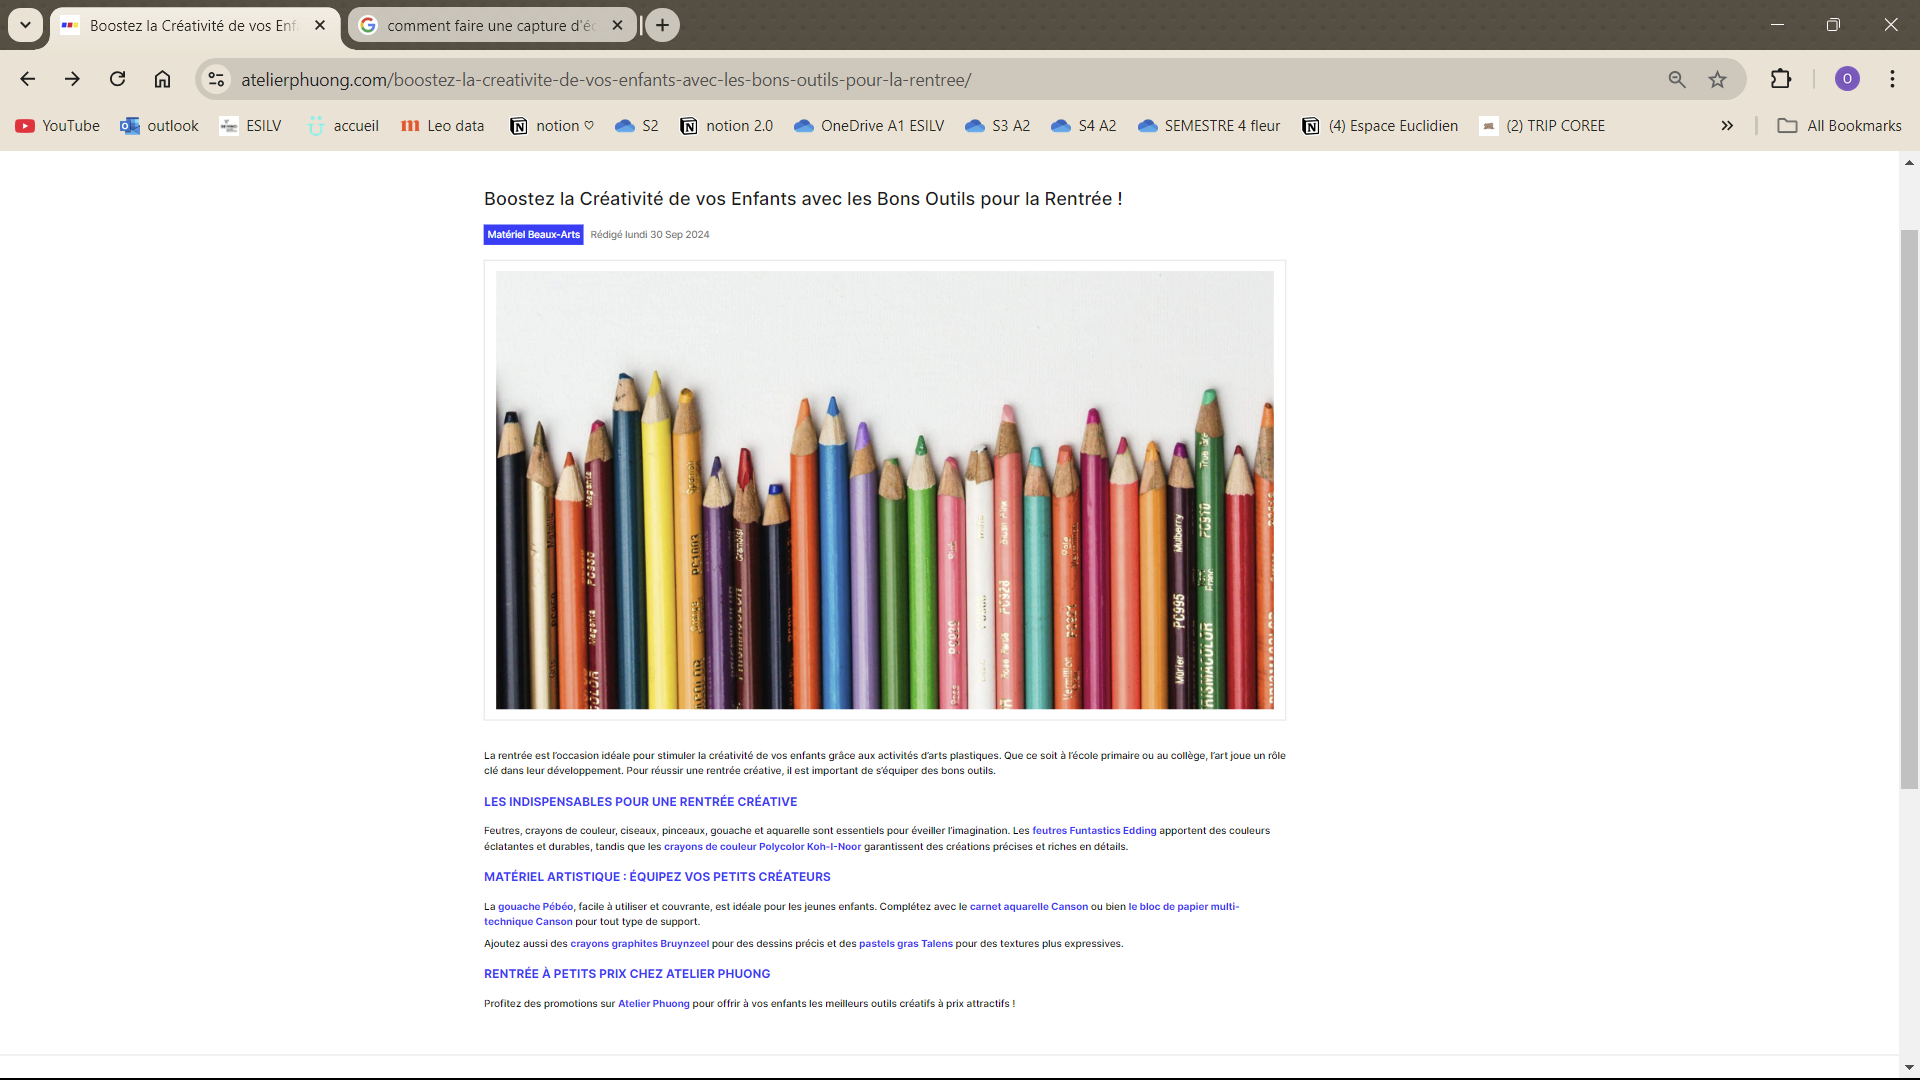 Boostez la Créativité de vos Enf
comment faire une capture d'éc
atelierphuong.com/boostez-la-creativite-de-vos-enfants-avec-les-bons-outils-pour-la-rentree/
O
YouTube
outlook
ESILV
accueil
m Leo data
notion ♡
S2
notion 2.0
OneDrive A1 ESILV
S3 A2
S4 A2
SEMESTRE 4 fleur
(4) Espace Euclidien
(2) TRIP COREE
All Bookmarks
Boostez la Créativité de vos Enfants avec les Bons Outils pour la Rentrée !
Matériel Beaux-Arts Rédigé lundi 30 Sep 2024
PC1003
Mulberry
PC995
Mûrier
PC910
PC930
Magenta
PC928
La rentrée est l'occasion idéale pour stimuler la créativité de vos enfants grâce aux activités d'arts plastiques. Que ce soit à l'école primaire ou au collège, l'art joue un rôle
clé dans leur développement. Pour réussir une rentrée créative, il est important de s'équiper des bons outils.
LES INDISPENSABLES POUR UNE RENTRÉE CRÉATIVE
Feutres, crayons de couleur, ciseaux, pinceaux, gouache et aquarelle sont essentiels pour éveiller l'imagination. Les feutres Funtastics Edding apportent des couleurs
éclatantes et durables, tandis que les crayons de couleur Polycolor Koh-I-Noor garantissent des créations précises et riches en détails.
MATÉRIEL ARTISTIQUE : ÉQUIPEZ VOS PETITS CRÉATEURS
La gouache Pébéo, facile à utiliser et couvrante, est idéale pour les jeunes enfants. Complétez avec le carnet aquarelle Canson ou bien le bloc de papier multi-
technique Canson pour tout type de support.
Ajoutez aussi des crayons graphites Bruynzeel pour des dessins précis et des pastels gras Talens pour des textures plus expressives.
RENTRÉE À PETITS PRIX CHEZ ATELIER PHUONG
Profitez des promotions sur Atelier Phuong pour offrir à vos enfants les meilleurs outils créatifs à prix attractifs !